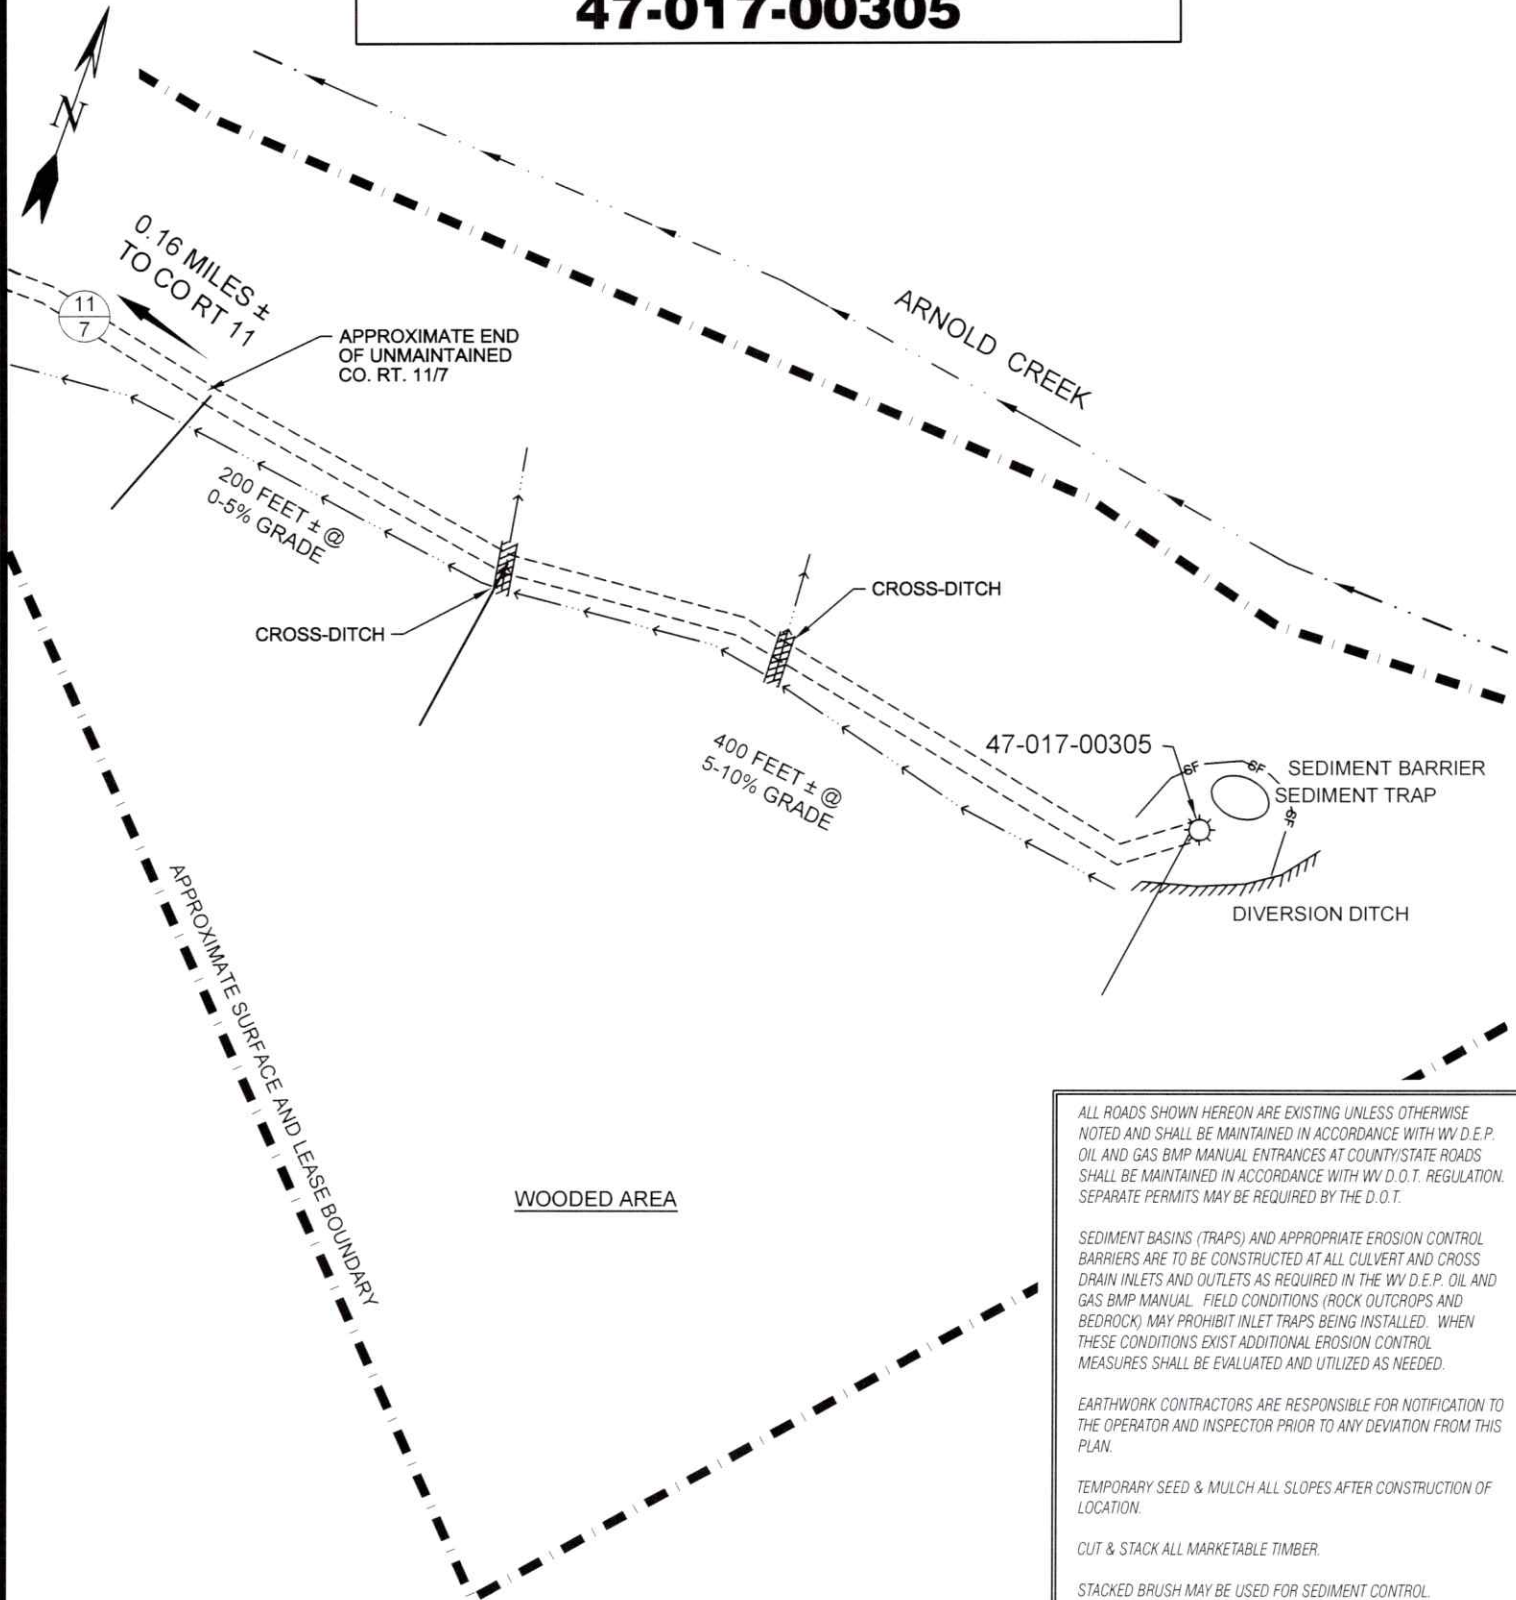 47-017-00305
N
0.16 MILES ±
TO CO RT 11
11
7
APPROXIMATE END
OF UNMAINTAINED
CO. RT. 11/7
ARNOLD CREEK
200 FEET ± @
0-5% GRADE
CROSS-DITCH
CROSS-DITCH
400 FEET ± @
5-10% GRADE
47-017-00305
SF
SF
SF
SEDIMENT BARRIER
SEDIMENT TRAP
DIVERSION DITCH
APPROXIMATE SURFACE AND LEASE BOUNDARY
WOODED AREA
ALL ROADS SHOWN HEREON ARE EXISTING UNLESS OTHERWISE
NOTED AND SHALL BE MAINTAINED IN ACCORDANCE WITH WV D.E.P.
OIL AND GAS BMP MANUAL ENTRANCES AT COUNTY/STATE ROADS
SHALL BE MAINTAINED IN ACCORDANCE WITH WV D.O.T. REGULATION.
SEPARATE PERMITS MAY BE REQUIRED BY THE D.O.T.
SEDIMENT BASINS (TRAPS) AND APPROPRIATE EROSION CONTROL
BARRIERS ARE TO BE CONSTRUCTED AT ALL CULVERT AND CROSS
DRAIN INLETS AND OUTLETS AS REQUIRED IN THE WV D.E.P. OIL AND
GAS BMP MANUAL. FIELD CONDITIONS (ROCK OUTCROPS AND
BEDROCK) MAY PROHIBIT INLET TRAPS BEING INSTALLED. WHEN
THESE CONDITIONS EXIST ADDITIONAL EROSION CONTROL
MEASURES SHALL BE EVALUATED AND UTILIZED AS NEEDED.
EARTHWORK CONTRACTORS ARE RESPONSIBLE FOR NOTIFICATION TO
THE OPERATOR AND INSPECTOR PRIOR TO ANY DEVIATION FROM THIS
PLAN.
TEMPORARY SEED & MULCH ALL SLOPES AFTER CONSTRUCTION OF
LOCATION.
CUT & STACK ALL MARKETABLE TIMBER.
STACKED BRUSH MAY BE USED FOR SEDIMENT CONTROL.